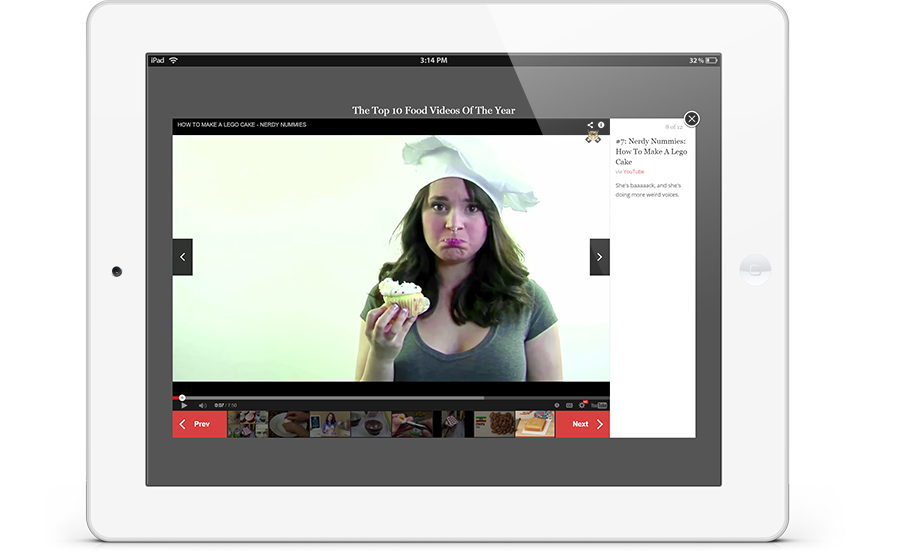 iPad 3:14 PM 32 %
The Top 10 Food Videos Of The Year
HOW TO MAKE A LEGO CAKE - NERDY NUMMIES
8 of 12
#7: Nerdy Nummies:
How To Make A Lego
Cake
via YouTube
She's baaaaack, and she's
doing more weird voices.
0:07 / 7:50
YouTube
Prev
Next